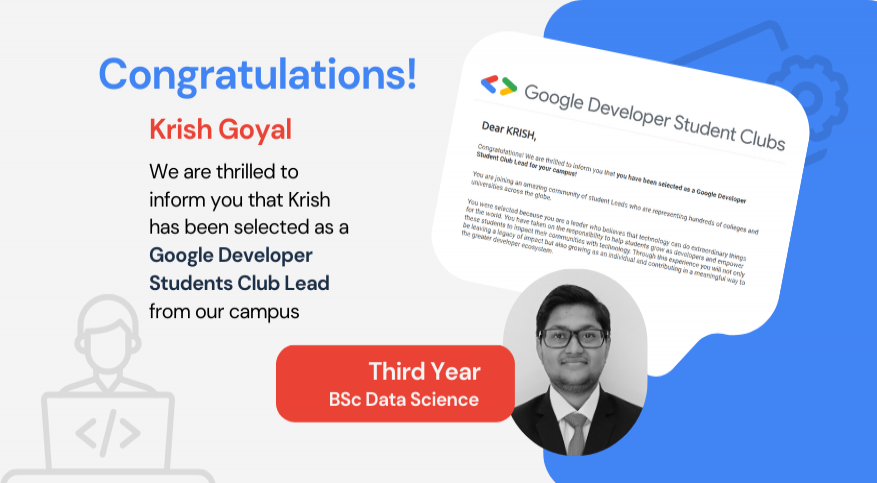 Congratulations!
Krish Goyal
We are thrilled to
inform you that Krish
has been selected as a
Google Developer
Students Club Lead
from our campus
Google Developer Student Clubs
Dear KRISH,
Congratulations! We are thrilled to inform you that you have been selected as a Google Developer
Student Club Lead for your campus!
You are joining an amazing community of student Leads who are representing hundreds of colleges and
universities across the globe.
You were selected because you are a leader who believes that technology can do extraordinary things
for the world. You have taken on the responsibility to help students grow as developers and empower
these students to impact their communities with technology. Through this experience you will not only
be leaving a legacy of impact but also growing as an individual and contributing in a meaningful way to
the greater developer ecosystem.
Third Year
BSc Data Science